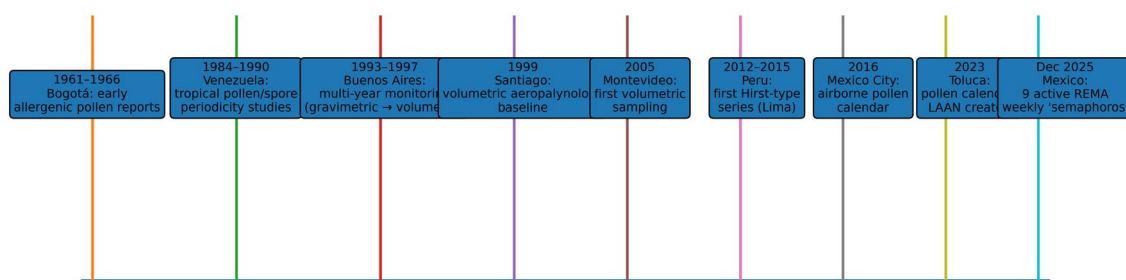 1961–1966
Bogotá: early
allergenic pollen reports
1984–1990
Venezuela:
tropical pollen/spore
periodicity studies
1993–1997
Buenos Aires:
multi-year monitorin
(gravimetric → volume
1999
Santiago:
volumetric aeropalynolo
baseline
2005
Montevideo:
first volumetric
sampling
2012–2015
Peru:
first Hirst-type
series (Lima)
2016
Mexico City:
airborne pollen
calendar
2023
Toluca:
pollen calen
LAAN creat
Dec 2025
Mexico:
9 active REMA
weekly 'semaphoros